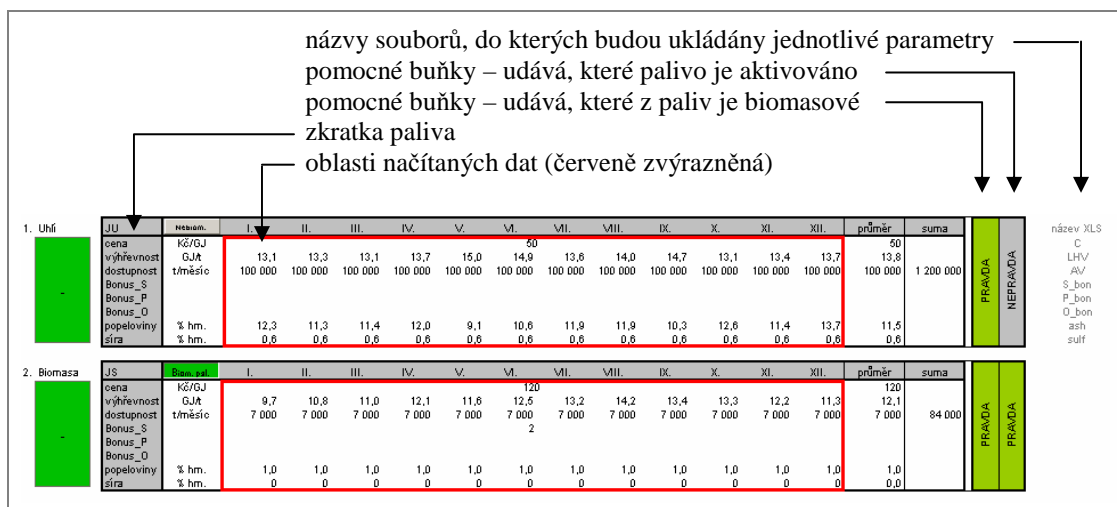 názvy souborů, do kterých budou ukládány jednotlivé parametry
pomocné buňky – udává, které palivo je aktivováno
pomocné buňky – udává, které z paliv je biomasové
zkratka paliva
oblasti načítaných dat (červeně zvýrazněná)
1. Uhlí JU Nebiom. I. II. III. IV. V. VI. VII. VIII. IX. X. XI. XII. průměr suma název XLS
cena Kč/GJ 50 50 C
výhřevnost GJ/t 13,1 13,3 13,1 13,7 15,0 14,9 13,6 14,0 14,7 13,1 13,4 13,7 13,8 LHV
dostupnost t/měsíc 100 000 100 000 100 000 100 000 100 000 100 000 100 000 100 000 100 000 100 000 100 000 100 000 100 000 1 200 000 AV
- Bonus_S PRAVDA NEPRAVDA S_bon
Bonus_P P_bon
Bonus_O O_bon
popeloviny % hm. 12,3 11,3 11,4 12,0 9,1 10,6 11,9 11,9 10,3 12,6 11,4 13,7 11,5 ash
síra % hm. 0,6 0,6 0,6 0,6 0,6 0,6 0,6 0,6 0,6 0,6 0,6 0,6 0,6 sulf
2. Biomasa JS Biom. pal. I. II. III. IV. V. VI. VII. VIII. IX. X. XI. XII. průměr suma
cena Kč/GJ 120 120
výhřevnost GJ/t 9,7 10,8 11,0 12,1 11,6 12,5 13,2 14,2 13,4 13,3 12,2 11,3 12,1
dostupnost t/měsíc 7 000 7 000 7 000 7 000 7 000 7 000 7 000 7 000 7 000 7 000 7 000 7 000 7 000 84 000
- Bonus_S 2 PRAVDA PRAVDA
Bonus_P
Bonus_O
popeloviny % hm. 1,0 1,0 1,0 1,0 1,0 1,0 1,0 1,0 1,0 1,0 1,0 1,0 1,0
síra % hm. 0 0 0 0 0 0 0 0 0 0 0 0 0,0